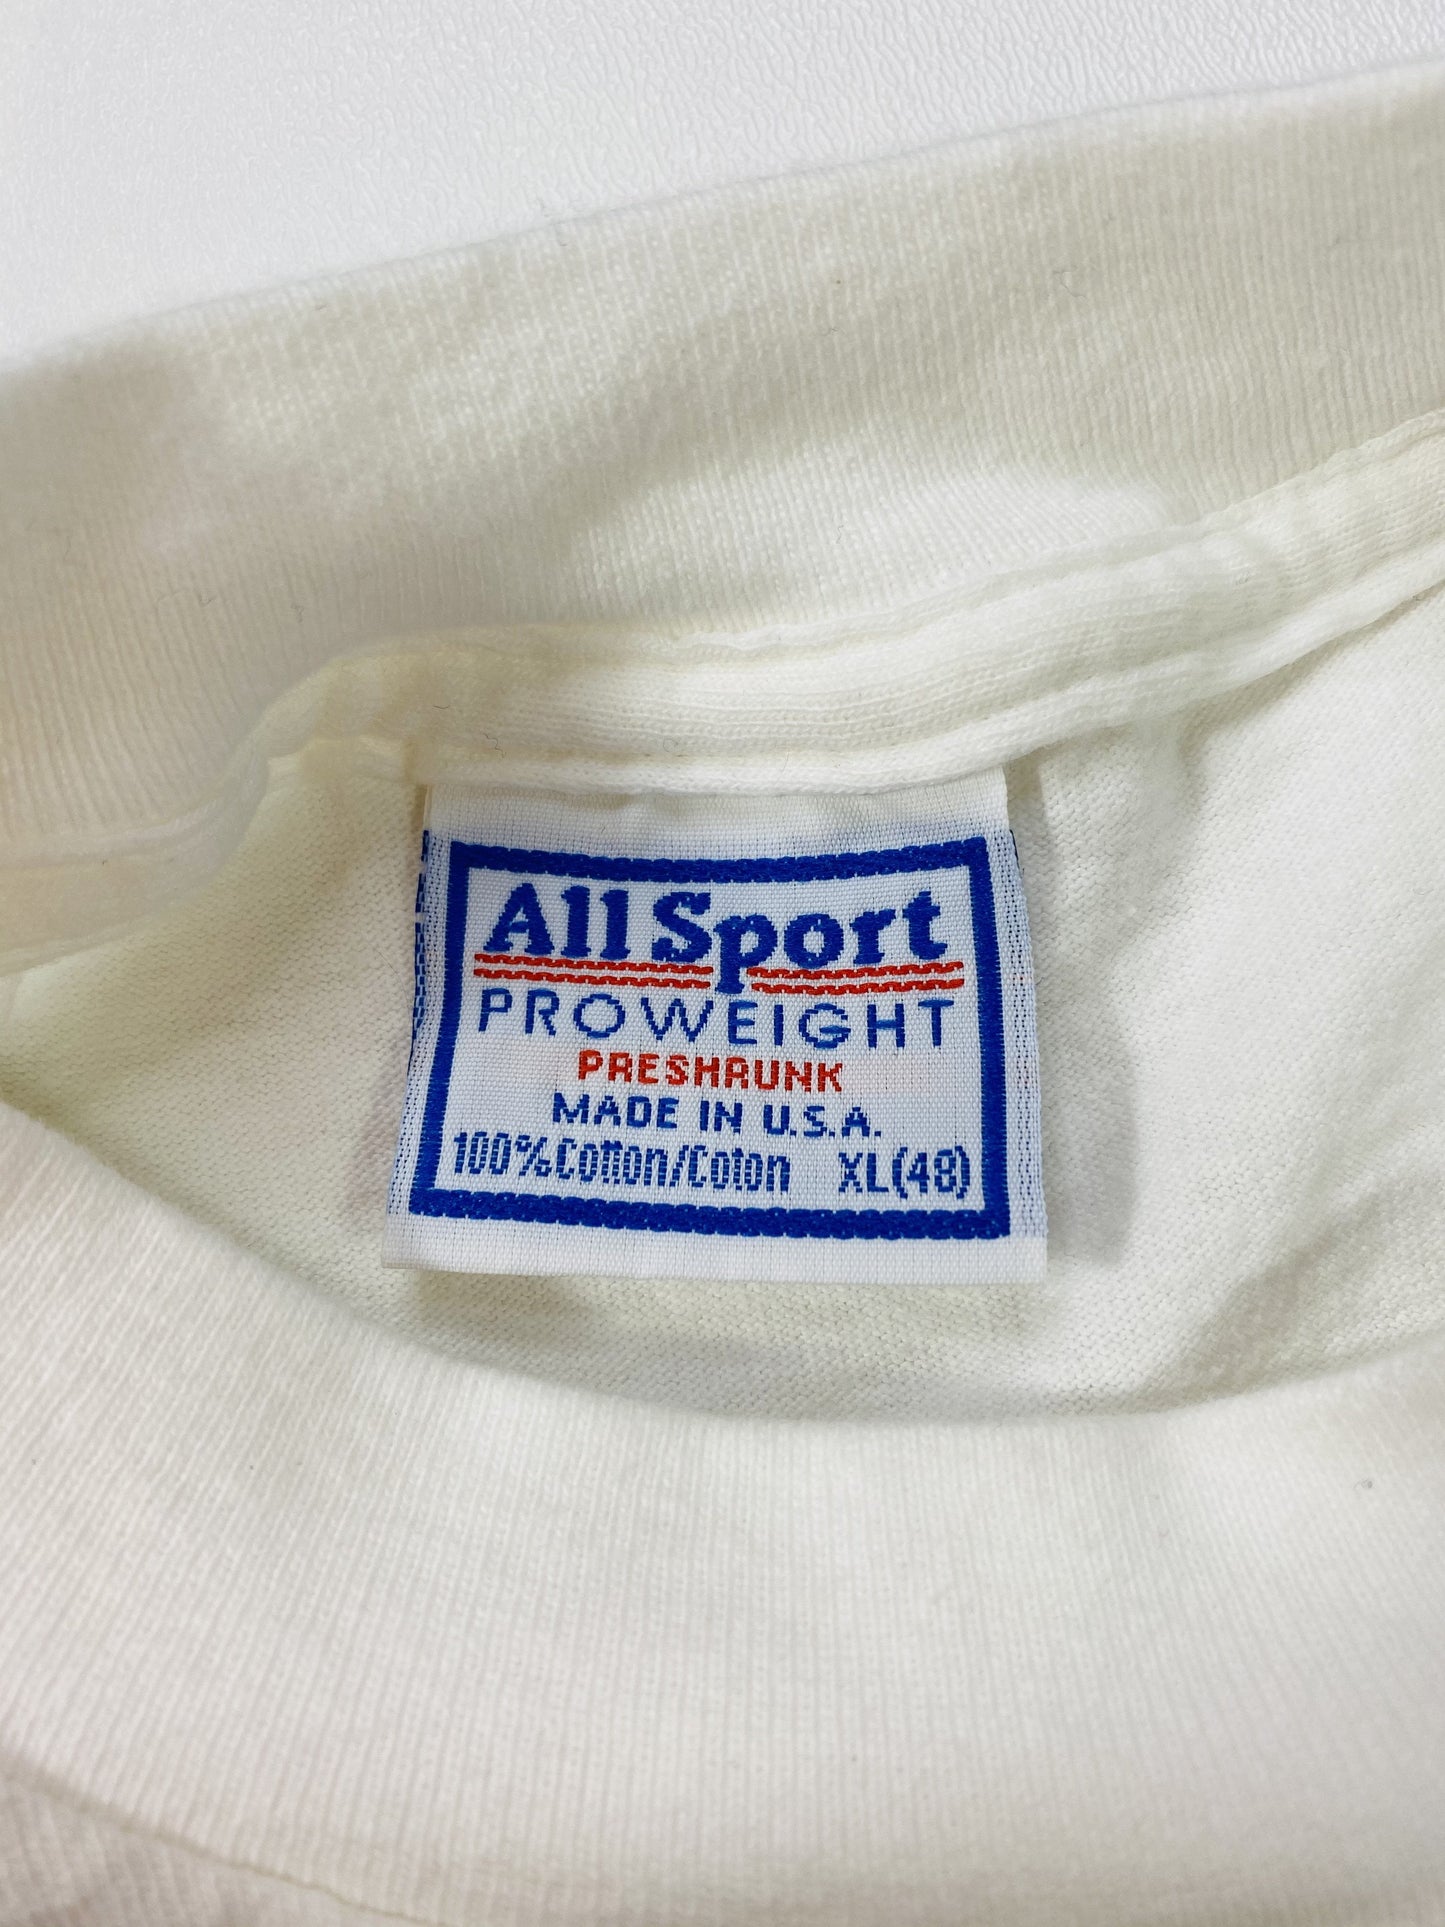 All Sport
PROWEIGHT
PRESHRUNK
MADE IN U.S.A.
100% Cotton/Coton XL(48)